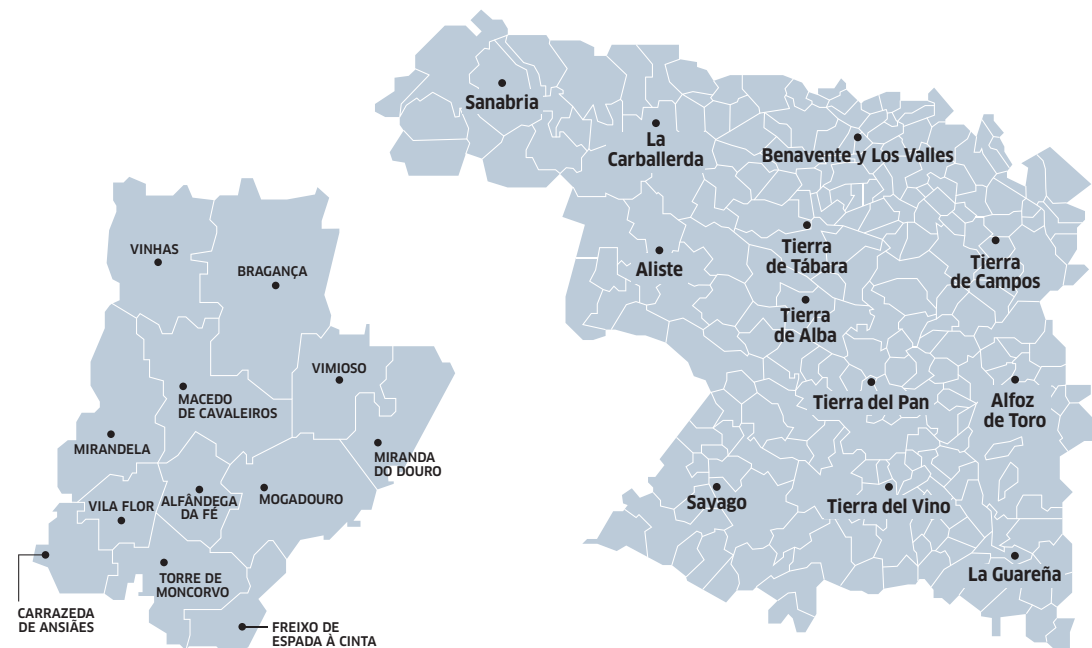 Sanabria
La
Carballerda
Benavente y Los Valles
Tierra
de Tábara
Tierra
de Campos
Aliste
Tierra
de Alba
Tierra del Pan
Alfoz
de Toro
Sayago
Tierra del Vino
La Guareña
VINHAS
BRAGANÇA
VIMIOSO
MACEDO
DE CAVALEIROS
MIRANDELA
MIRANDA
DO DOURO
VILA FLOR
ALFÂNDEGA
DA FÉ
MOGADOURO
TORRE DE
MONCORVO
CARRAZEDA
DE ANSIÃES
FREIXO DE
ESPADA À CINTA